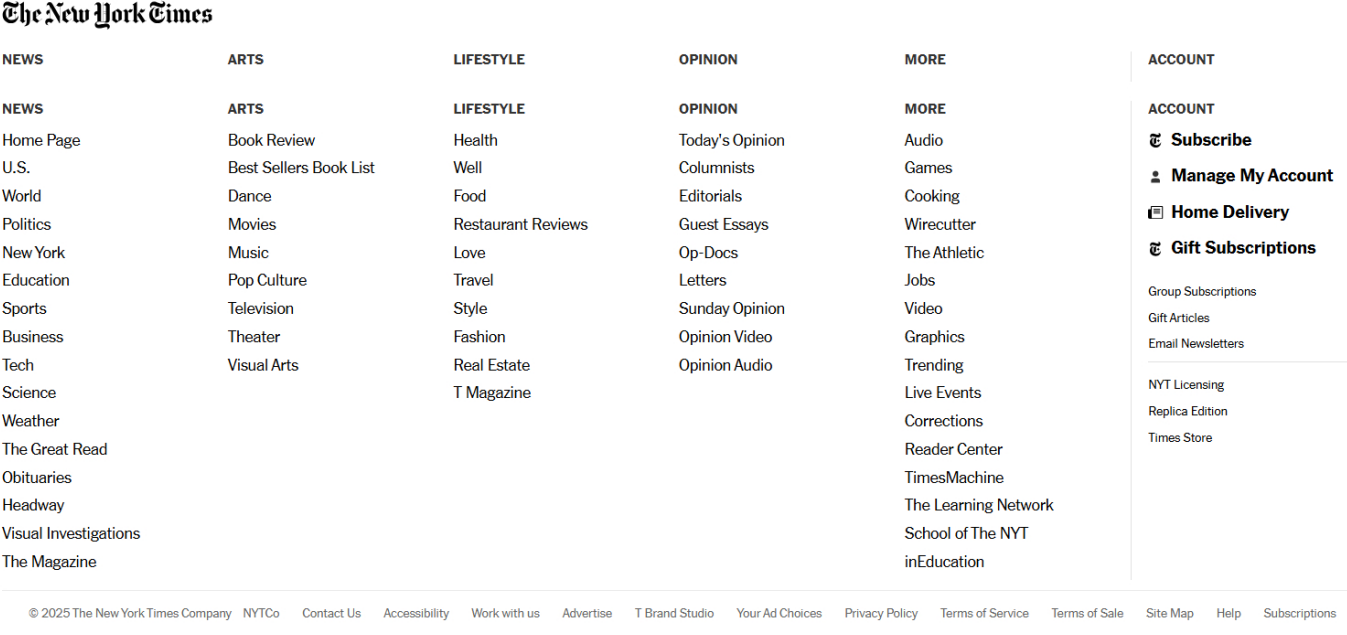 The New York Times
NEWS ARTS LIFESTYLE OPINION MORE ACCOUNT
NEWS
Home Page
U.S.
World
Politics
New York
Education
Sports
Business
Tech
Science
Weather
The Great Read
Obituaries
Headway
Visual Investigations
The Magazine
ARTS
Book Review
Best Sellers Book List
Dance
Movies
Music
Pop Culture
Television
Theater
Visual Arts
LIFESTYLE
Health
Well
Food
Restaurant Reviews
Love
Travel
Style
Fashion
Real Estate
T Magazine
OPINION
Today's Opinion
Columnists
Editorials
Guest Essays
Op-Docs
Letters
Sunday Opinion
Opinion Video
Opinion Audio
MORE
Audio
Games
Cooking
Wirecutter
The Athletic
Jobs
Video
Graphics
Trending
Live Events
Corrections
Reader Center
TimesMachine
The Learning Network
School of The NYT
inEducation
ACCOUNT
Subscribe
Manage My Account
Home Delivery
Gift Subscriptions
Group Subscriptions
Gift Articles
Email Newsletters
NYT Licensing
Replica Edition
Times Store
© 2025 The New York Times Company NYTCo Contact Us Accessibility Work with us Advertise T Brand Studio Your Ad Choices Privacy Policy Terms of Service Terms of Sale Site Map Help Subscriptions